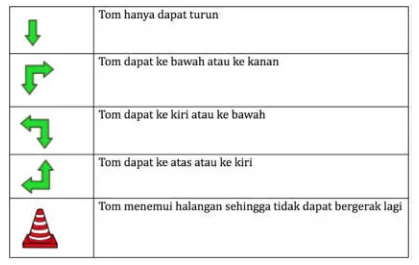 Tom hanya dapat turun
Tom dapat ke bawah atau ke kanan
Tom dapat ke kiri atau ke bawah
Tom dapat ke atas atau ke kiri
Tom menemui halangan sehingga tidak dapat bergerak lagi